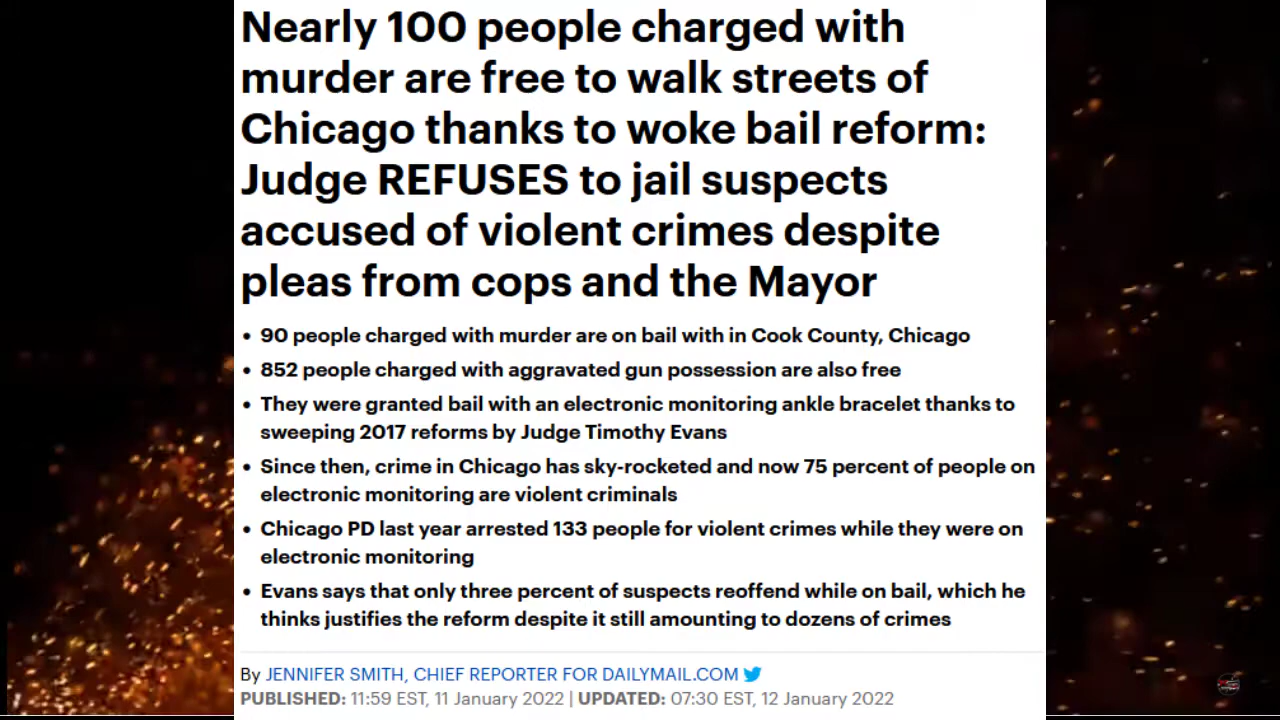 Nearly 100 people charged with
murder are free to walk streets of
Chicago thanks to woke bail reform:
Judge REFUSES to jail suspects
accused of violent crimes despite
pleas from cops and the Mayor
• 90 people charged with murder are on bail with in Cook County, Chicago
• 852 people charged with aggravated gun possession are also free
• They were granted bail with an electronic monitoring ankle bracelet thanks to
sweeping 2017 reforms by Judge Timothy Evans
• Since then, crime in Chicago has sky-rocketed and now 75 percent of people on
electronic monitoring are violent criminals
• Chicago PD last year arrested 133 people for violent crimes while they were on
electronic monitoring
• Evans says that only three percent of suspects reoffend while on bail, which he
thinks justifies the reform despite it still amounting to dozens of crimes
By JENNIFER SMITH, CHIEF REPORTER FOR DAILYMAIL.COM
PUBLISHED: 11:59 EST, 11 January 2022 | UPDATED: 07:30 EST, 12 January 2022